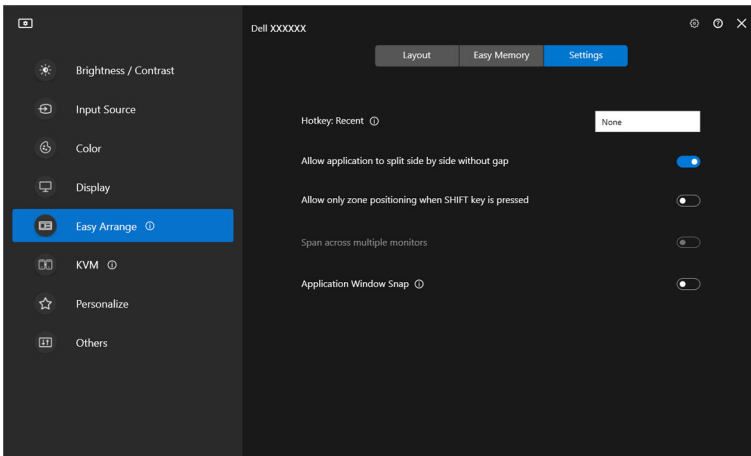 Dell XXXXXX
Layout
Easy Memory
Settings
Brightness / Contrast
Input Source
Color
Display
Easy Arrange
KVM
Personalize
Others
Hotkey: Recent
None
Allow application to split side by side without gap
Allow only zone positioning when SHIFT key is pressed
Span across multiple monitors
Application Window Snap